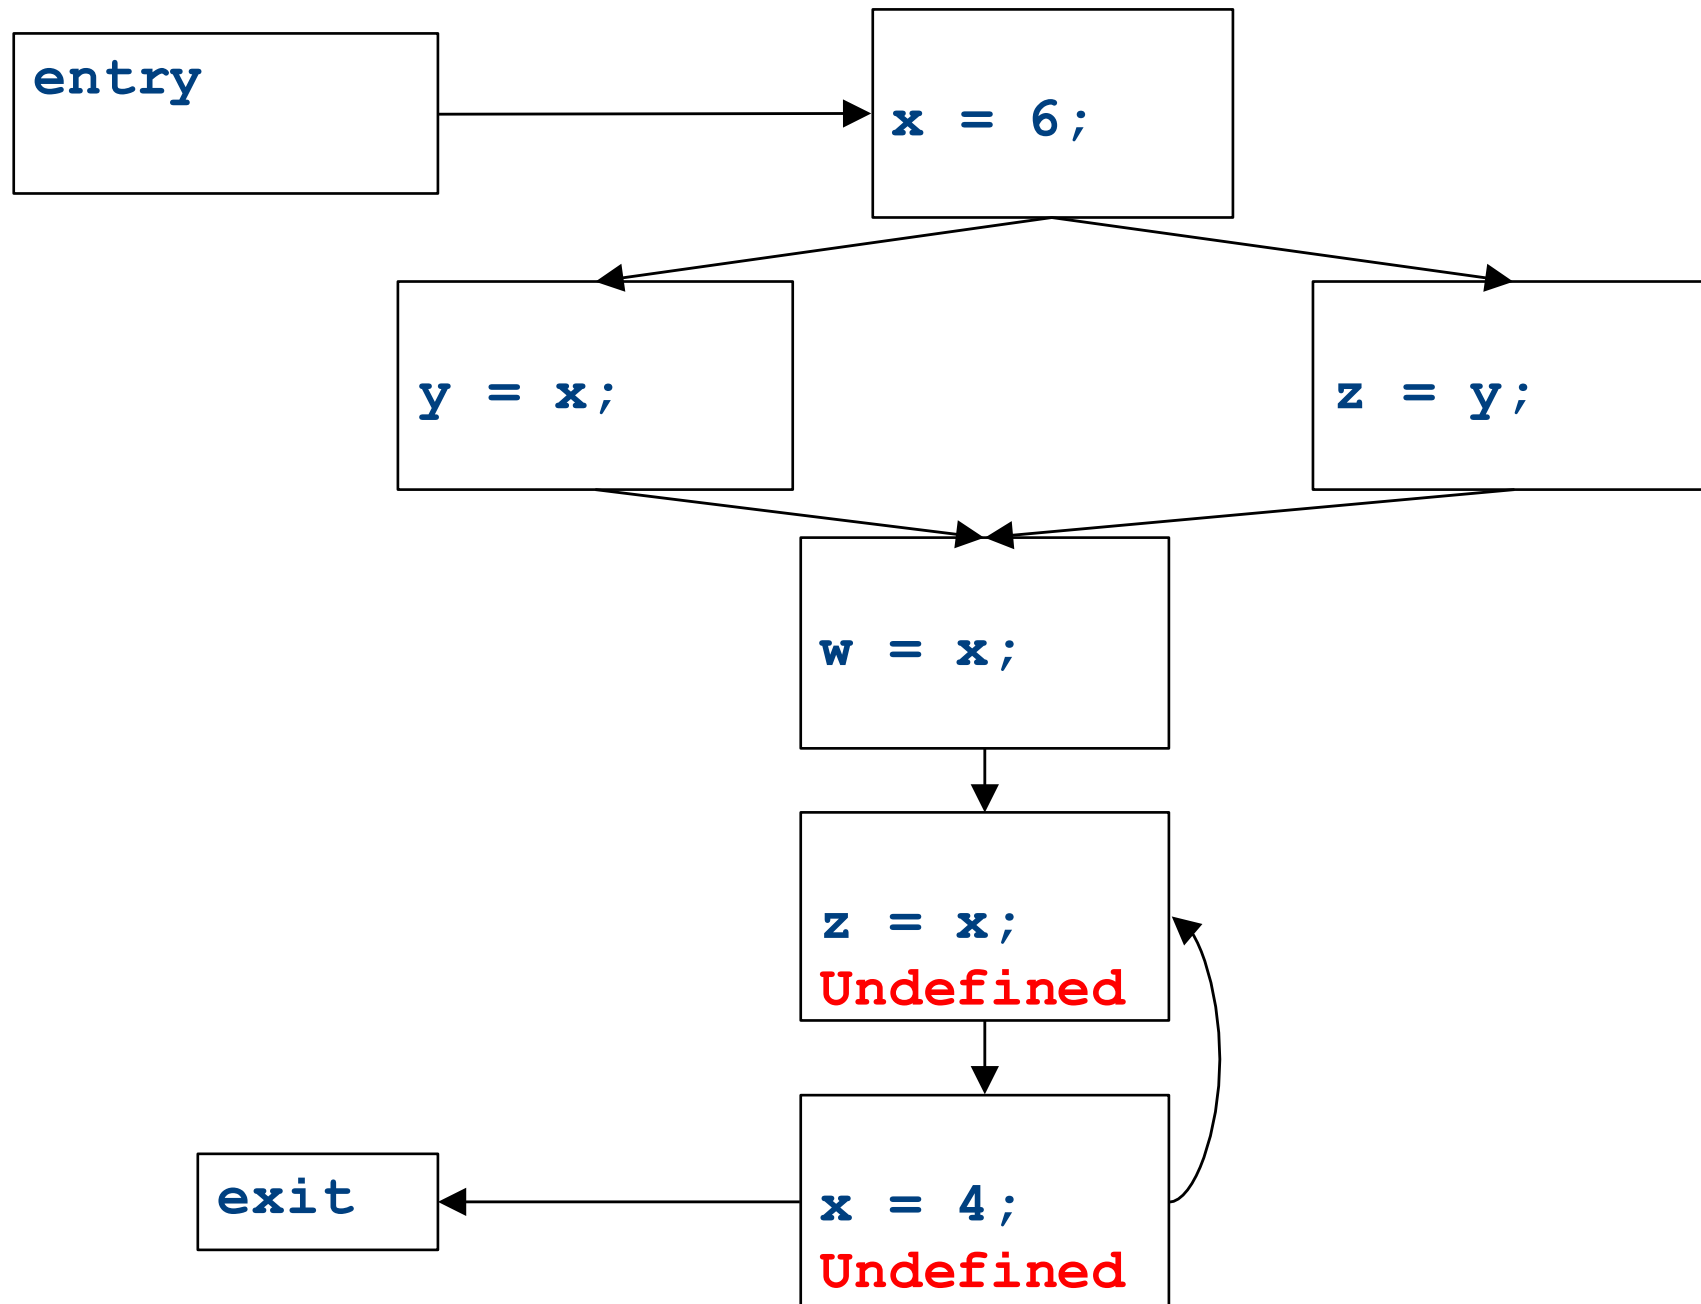 entry
x = 6;
y = x;
z = y;
w = x;
z = x;
Undefined
exit
x = 4;
Undefined